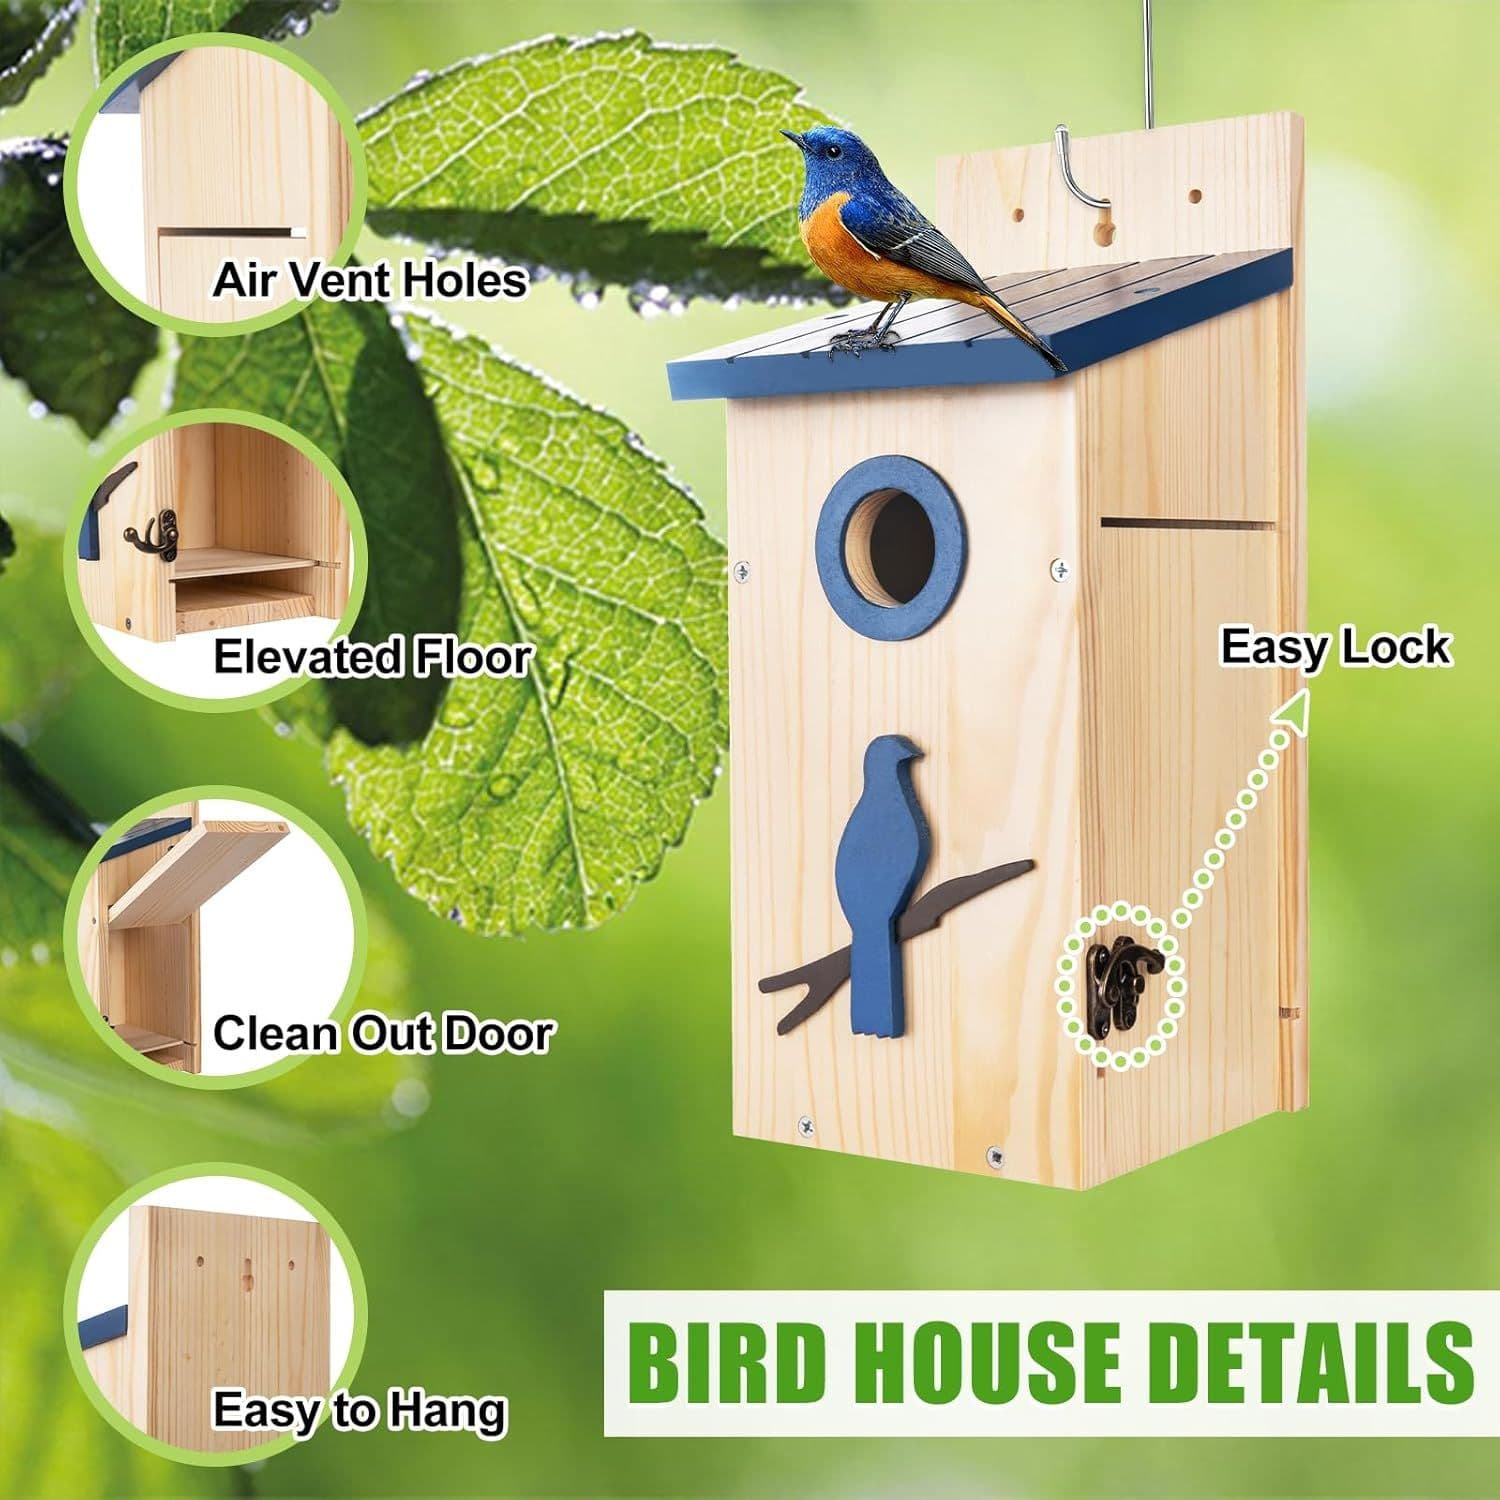 Air Vent Holes
Elevated Floor
Easy Lock
Clean Out Door
Easy to Hang
BIRD HOUSE DETAILS